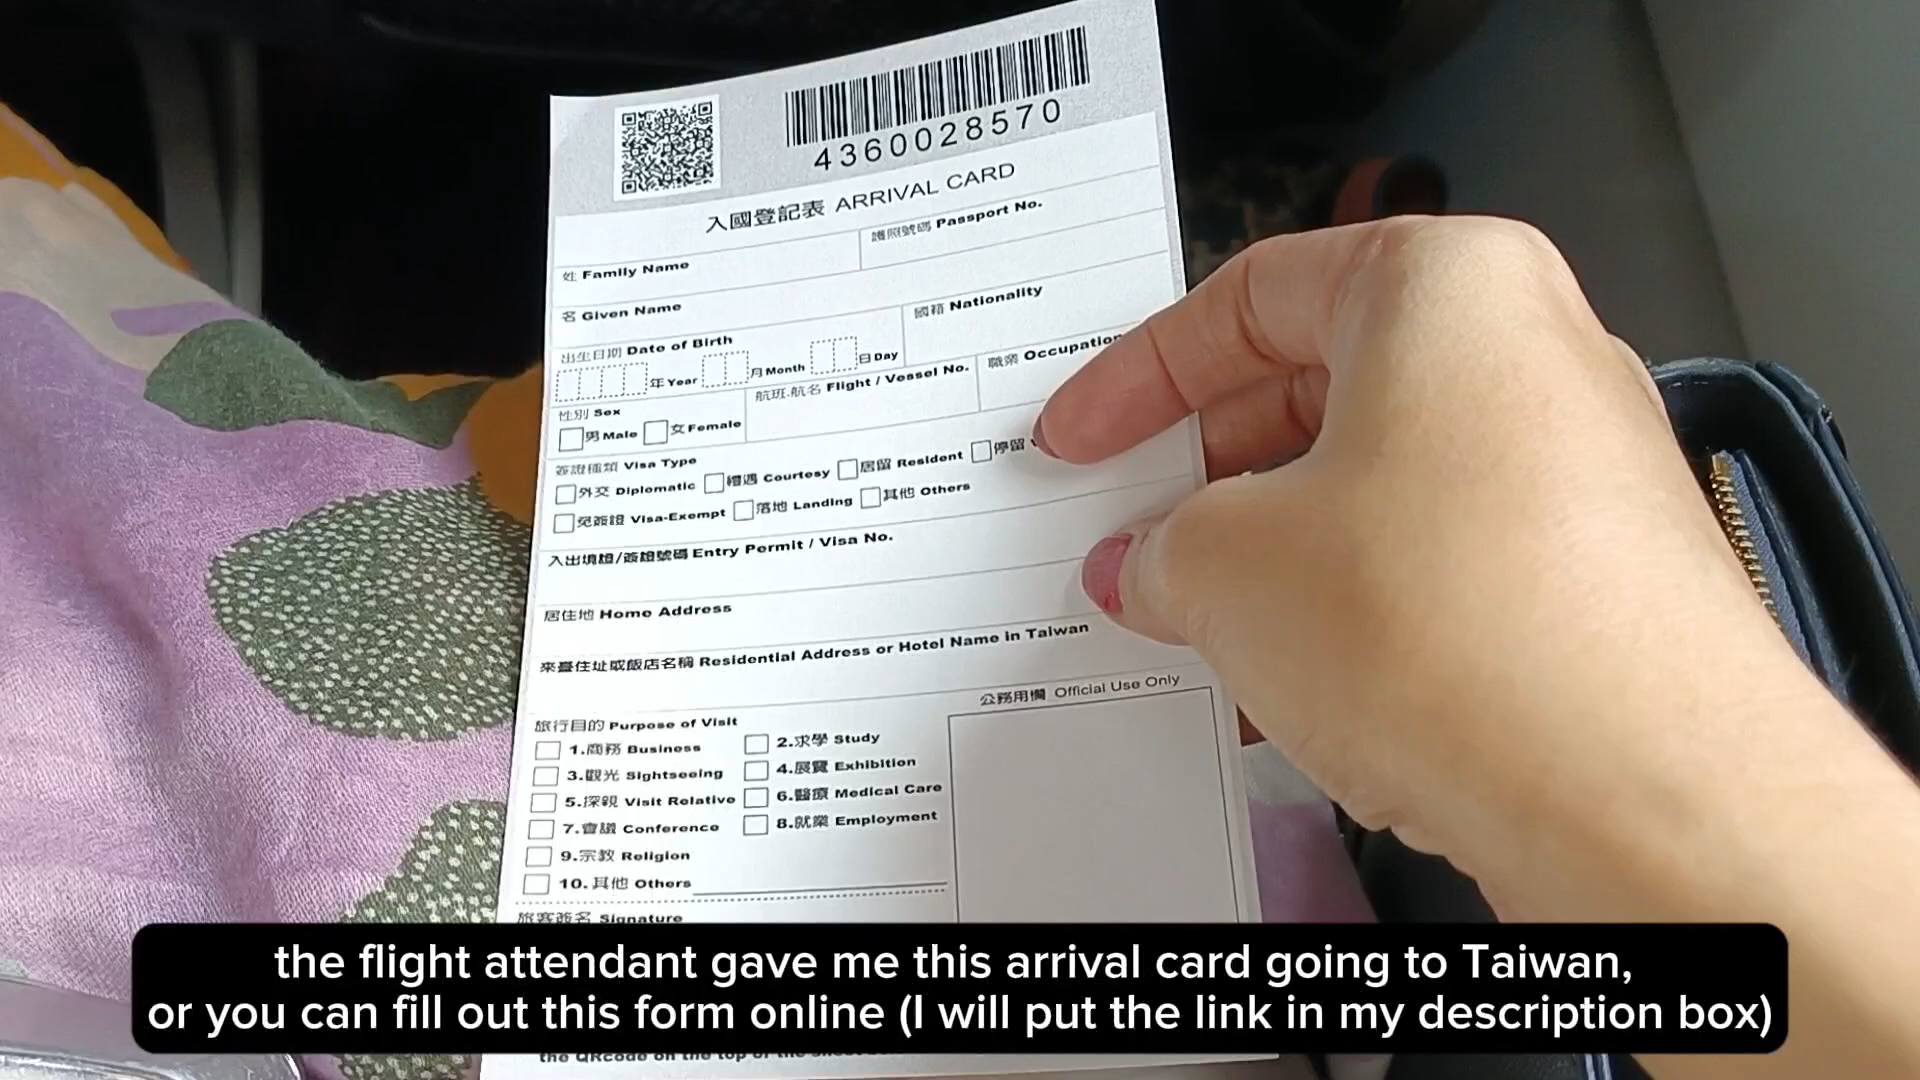 4360028570
入國登記表 ARRIVAL CARD
姓 Family Name
護照號碼 Passport No.
名 Given Name
出生日期 Date of Birth
年 Year 月 Month 日 Day
國籍 Nationality
性別 Sex
男 Male 女 Female
航班.航名 Flight / Vessel No.
職業 Occupation
簽證種類 Visa Type
外交 Diplomatic 禮遇 Courtesy 居留 Resident 停留
免簽證 Visa-Exempt 落地 Landing 其他 Others
入出境證/簽證號碼 Entry Permit / Visa No.
居住地 Home Address
來臺住址或飯店名稱 Residential Address or Hotel Name in Taiwan
旅行目的 Purpose of Visit
公務用欄 Official Use Only
1.商務 Business 2.求學 Study
3.觀光 Sightseeing 4.展覽 Exhibition
5.探親 Visit Relative 6.醫療 Medical Care
7.會議 Conference 8.就業 Employment
9.宗教 Religion
10.其他 Others
旅客簽名 Signature
the flight attendant gave me this arrival card going to Taiwan,
or you can fill out this form online (I will put the link in my description box)
the QRcode on the top of the